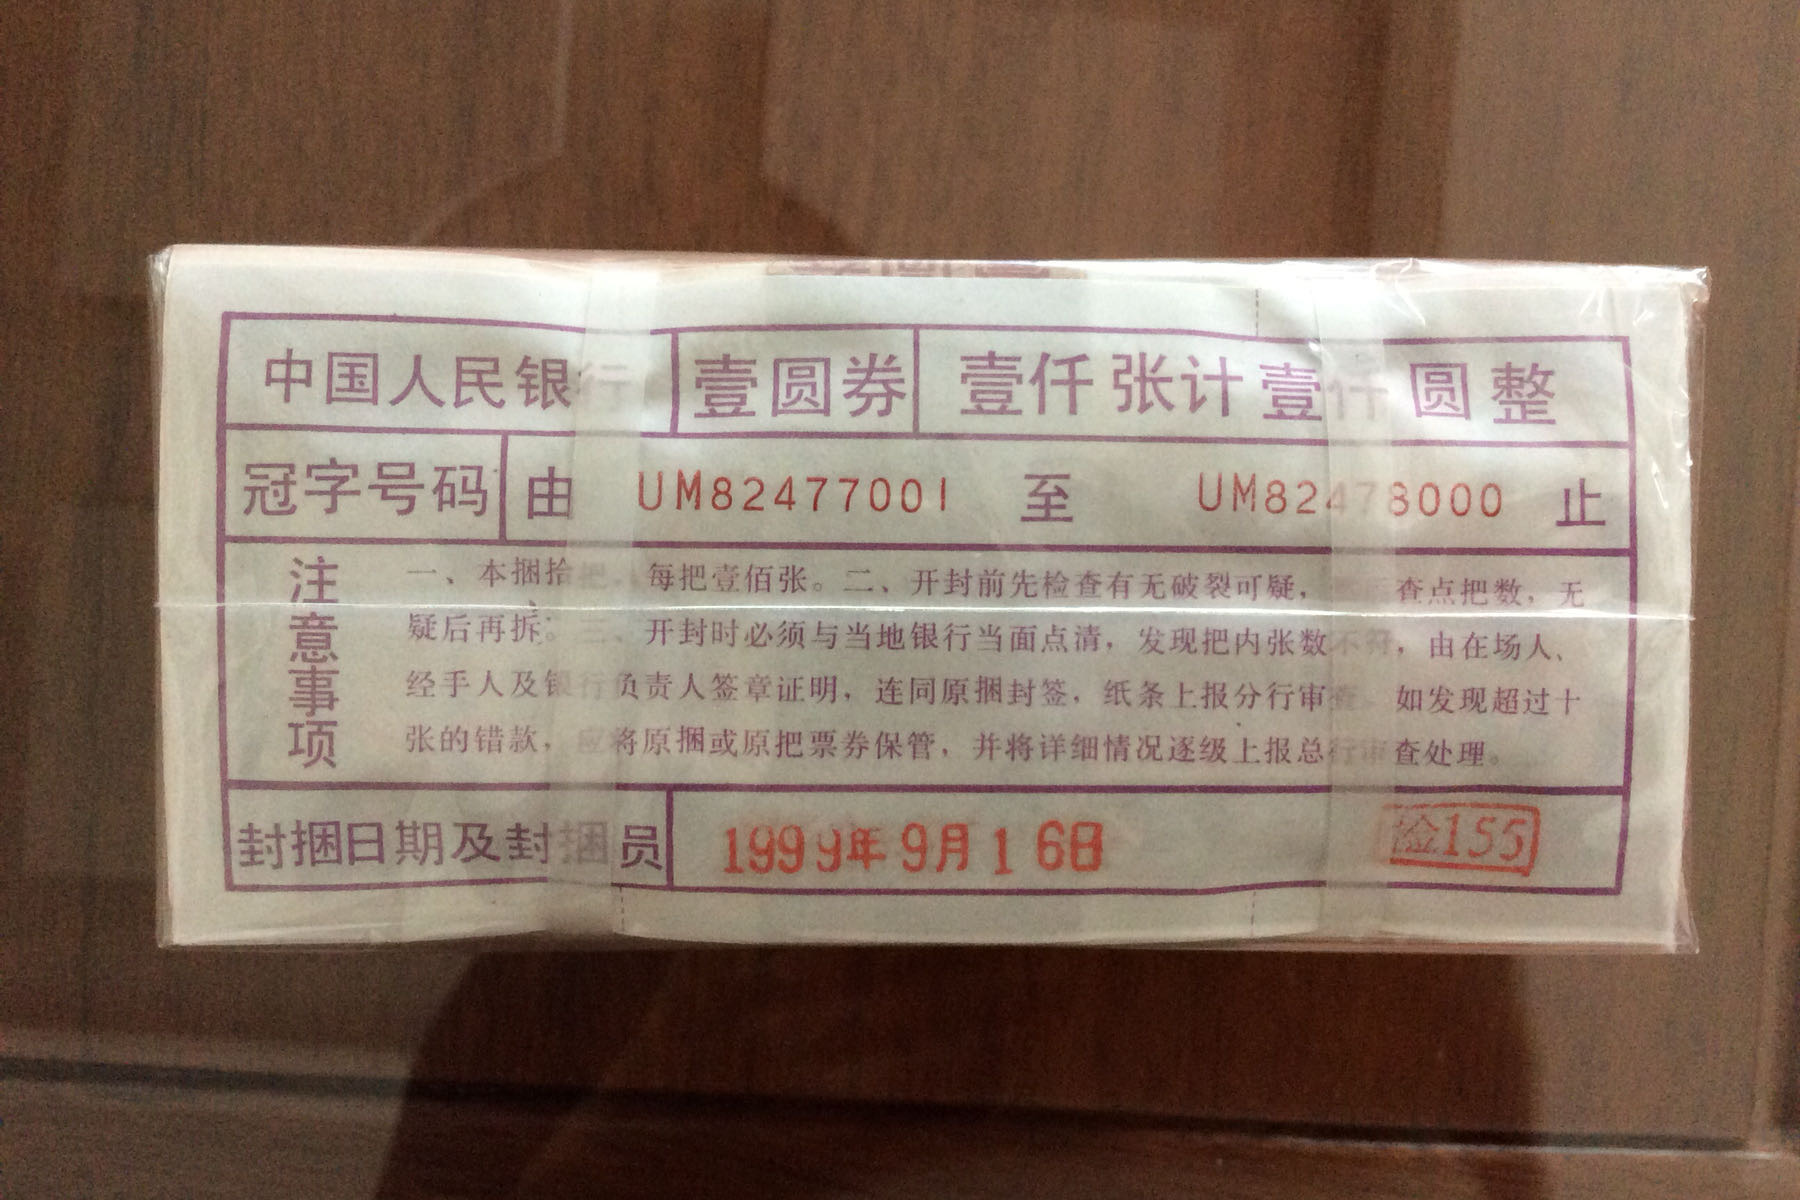 中国人民银行 壹圆券 壹仟张计壹仟圆整
冠字号码 由 UM82477001 至 UM82478000 止
注意事项
一、本捆拾把，每把壹佰张。二、开封前先检查有无破裂可疑，查点把数，无
疑后再拆。三、开封时必须与当地银行当面点清，发现把内张数不符，由在场人、
经手人及银行负责人签章证明，连同原捆封签，纸条上报分行审查。如发现超过十
张的错款，应将原捆或原把票券保管，并将详细情况逐级上报总行审查处理。
封捆日期及封捆员 1999年9月16日 检155